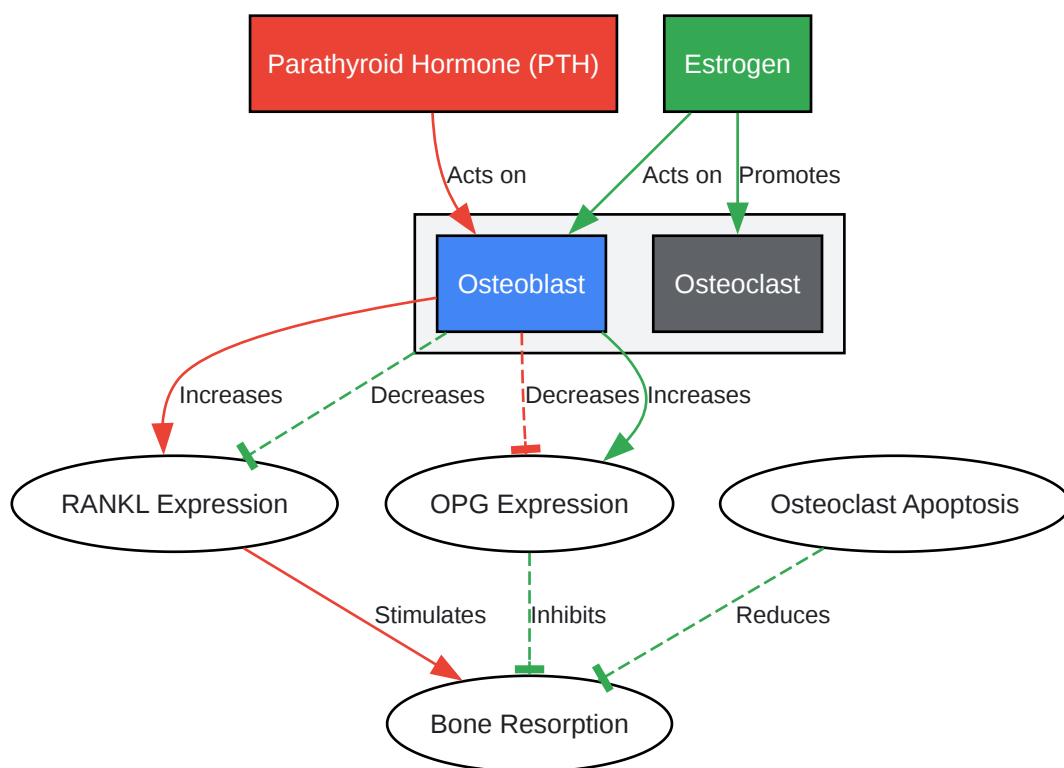 Parathyroid Hormone (PTH)
Estrogen
Acts on
Acts on
Promotes
Osteoblast
Osteoclast
Increases
Decreases
Decreases
Increases
RANKL Expression
OPG Expression
Osteoclast Apoptosis
Stimulates
Inhibits
Reduces
Bone Resorption